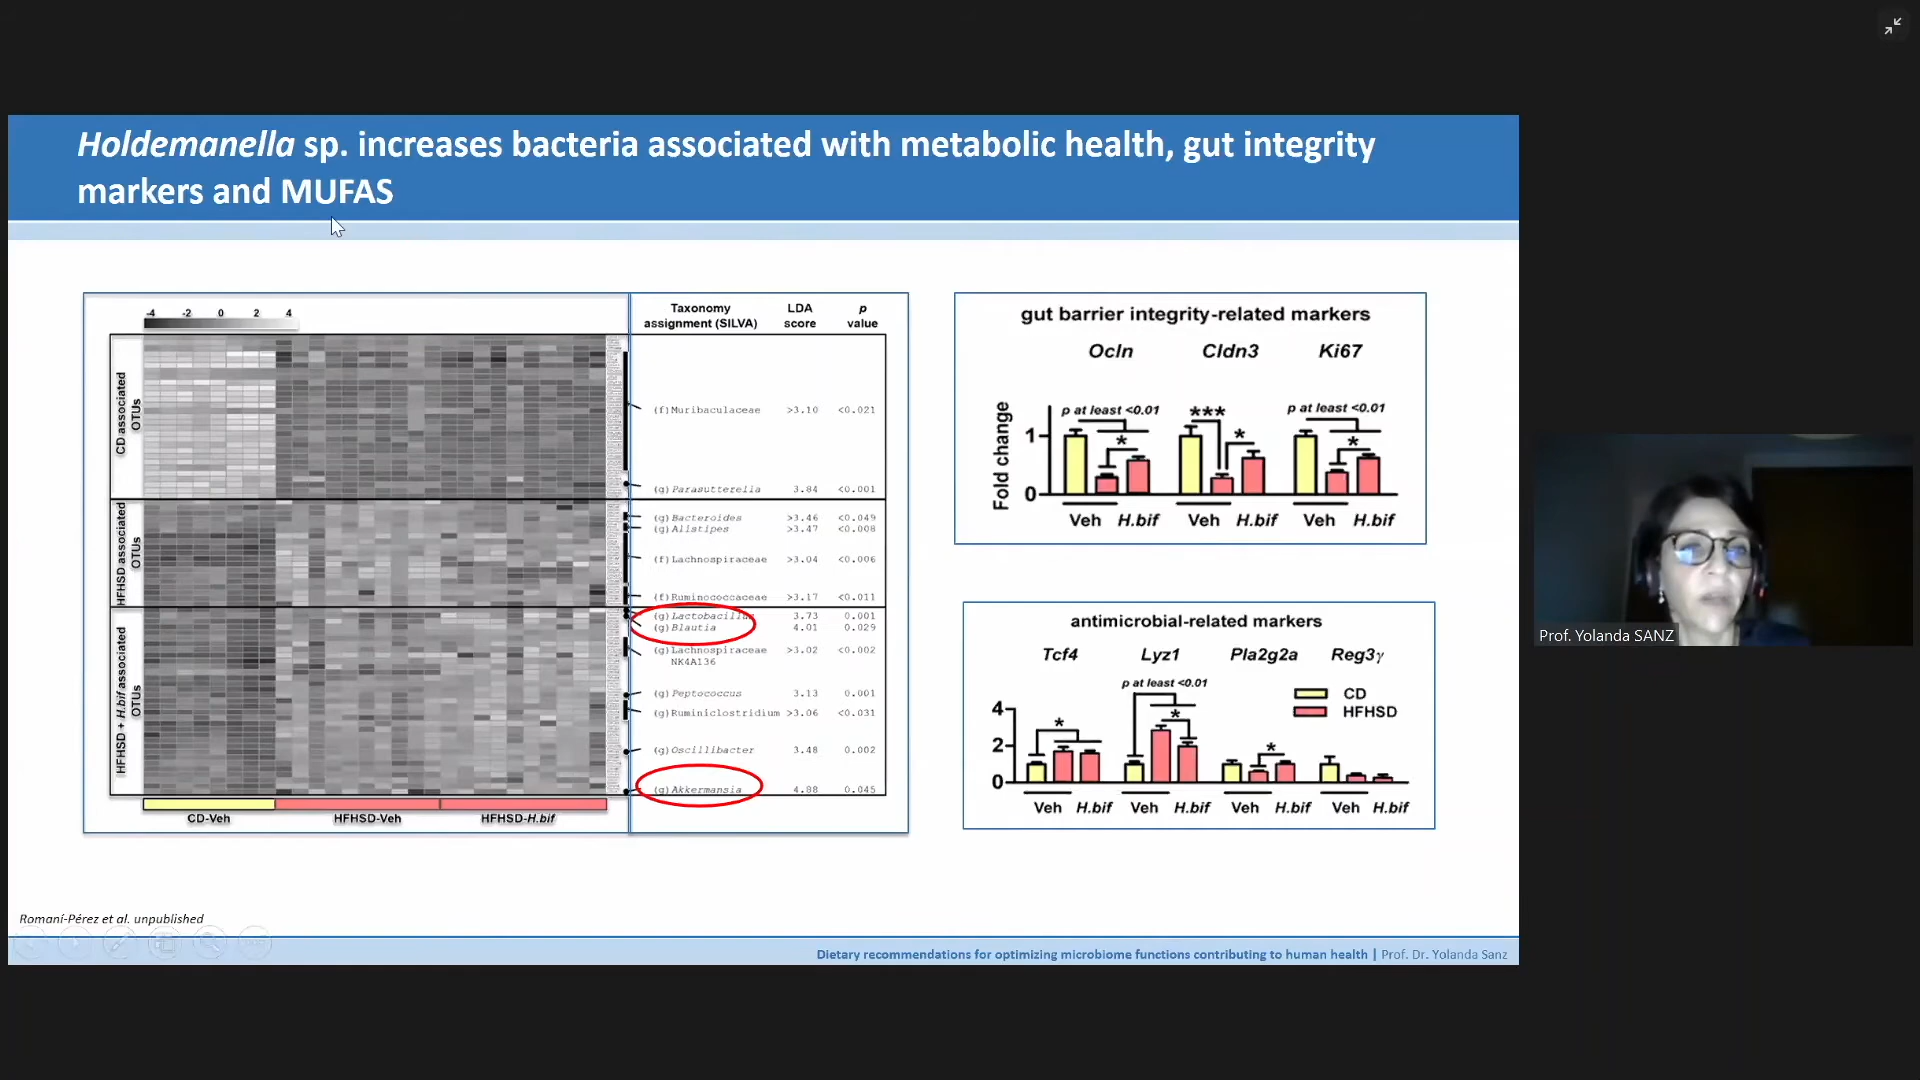 Holdemanella sp. increases bacteria associated with metabolic health, gut integrity
markers and MUFAS
-4 -2 0 2 4
Taxonomy assignment (SILVA) LDA score p value
CD associated OTUs
(f)Muribaculaceae >3.10 <0.021
(g)Parasutterella 3.84 <0.001
HFHSD associated OTUs
(g)Bacteroides >3.46 <0.049
(g)Alistipes >3.47 <0.008
(f)Lachnospiraceae >3.04 <0.006
(f)Ruminococcaceae >3.17 <0.011
HFHSD + H.bif associated OTUs
(g)Lactobacillus 3.73 0.001
(g)Blautia 4.01 0.029
(g)Lachnospiraceae >3.02 <0.002
NK4A136
(g)Peptococcus 3.13 0.001
(g)Ruminiclostridium >3.06 <0.031
(g)Oscillibacter 3.48 0.002
(g)Akkermansia 4.88 0.045
CD-Veh HFHSD-Veh HFHSD-H.bif
gut barrier integrity-related markers
Ocln Cldn3 Ki67
p at least <0.01 *** p at least <0.01
* * *
Fold change
1
0
Veh H.bif Veh H.bif Veh H.bif
antimicrobial-related markers
Tcf4 Lyz1 Pla2g2a Reg3γ
p at least <0.01
CD
HFHSD
* * *
4
2
0
Veh H.bif Veh H.bif Veh H.bif Veh H.bif
Prof. Yolanda SANZ
Romaní-Pérez et al. unpublished
Dietary recommendations for optimizing microbiome functions contributing to human health | Prof. Dr. Yolanda Sanz